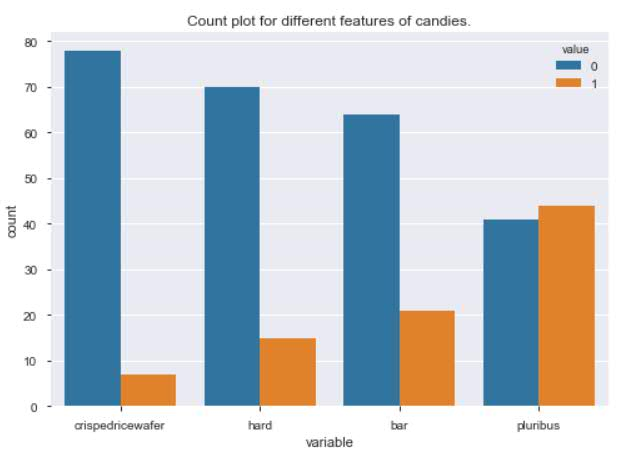 Count plot for different features of candies.
value
0
1
80
70
60
50
40
30
20
10
0
count
crispedricewafer hard bar pluribus
variable